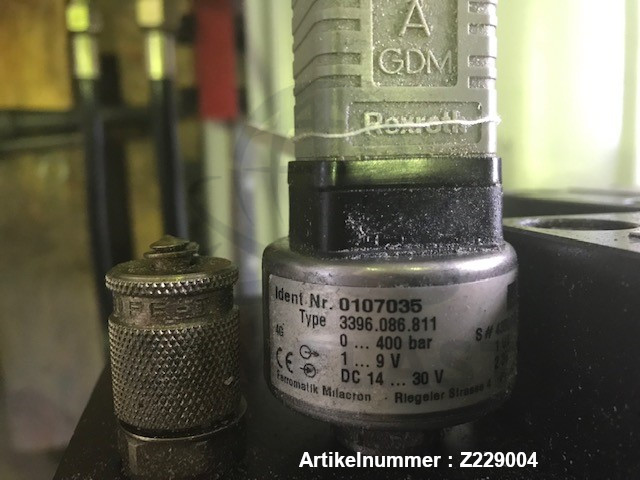 A
GDM
Rexroth
Ident Nr. 0107035
Type 3396.086.811
0 ... 400 bar
1 ... 9 V
DC 14 ... 30 V
CE
Ferromatik Milacron Riegeler Strasse
S#
Artikelnummer : Z229004